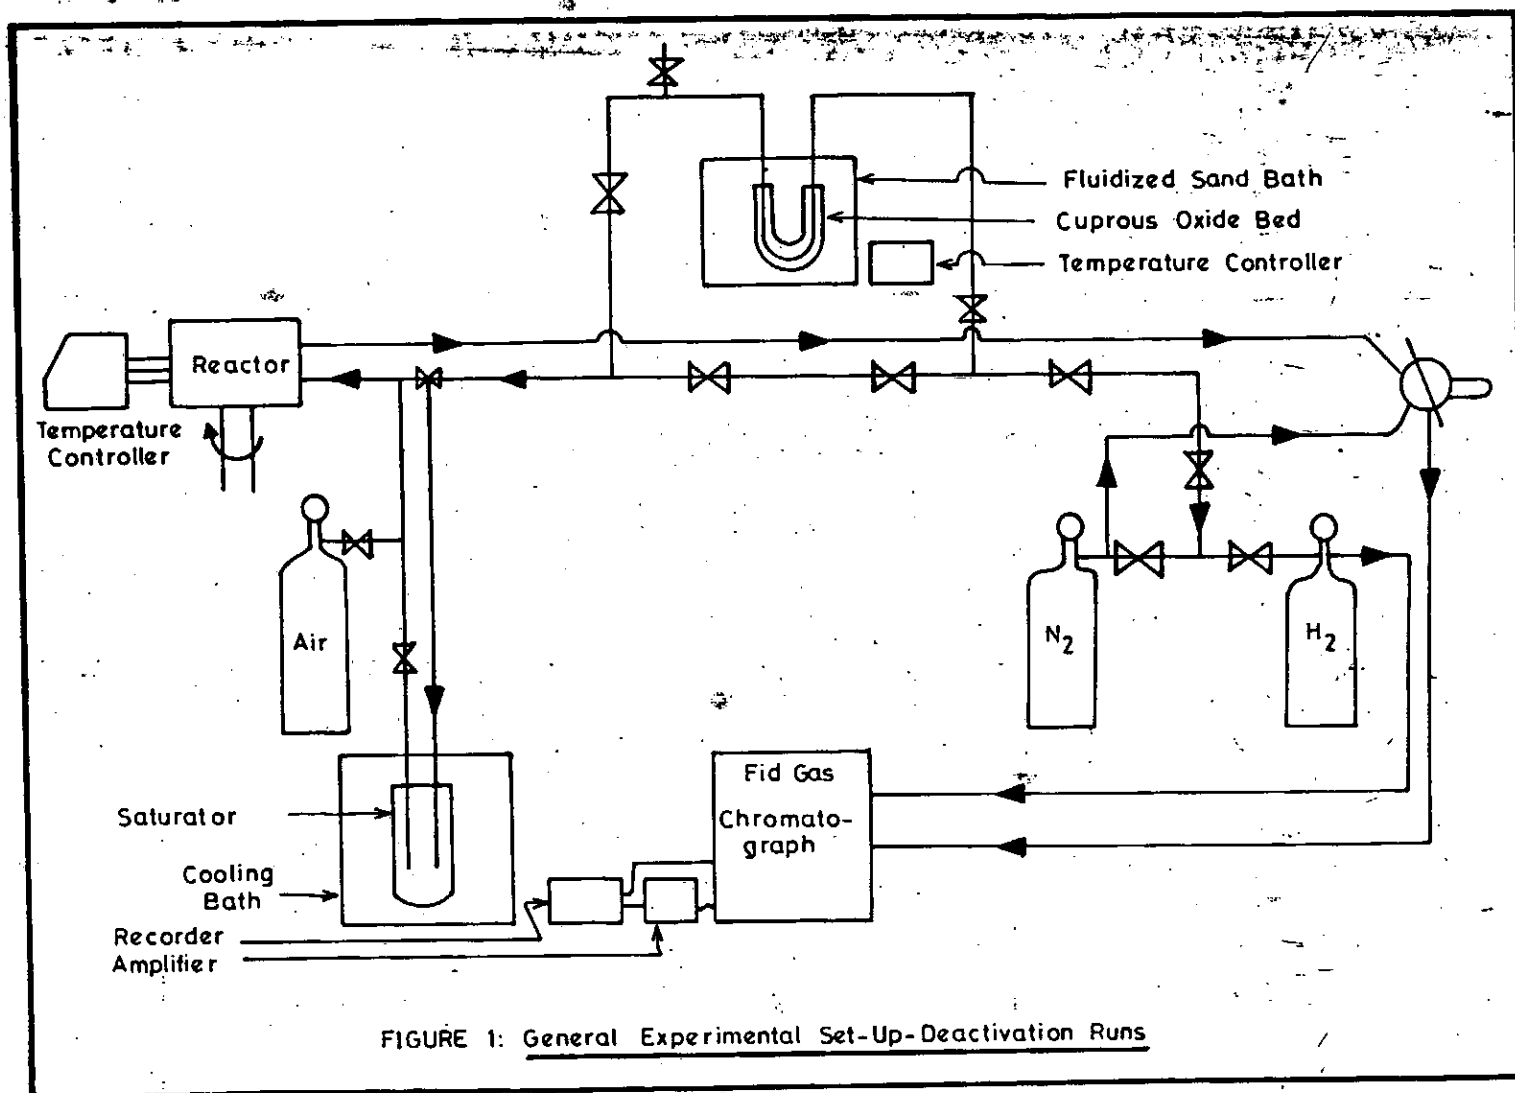 Fluidized Sand Bath
Cuprous Oxide Bed
Temperature Controller
Reactor
Temperature
Controller
Air
N2
H2
Fid Gas
Chromato-
graph
Saturator
Cooling
Bath
Recorder
Amplifier
FIGURE 1: General Experimental Set-Up-Deactivation Runs